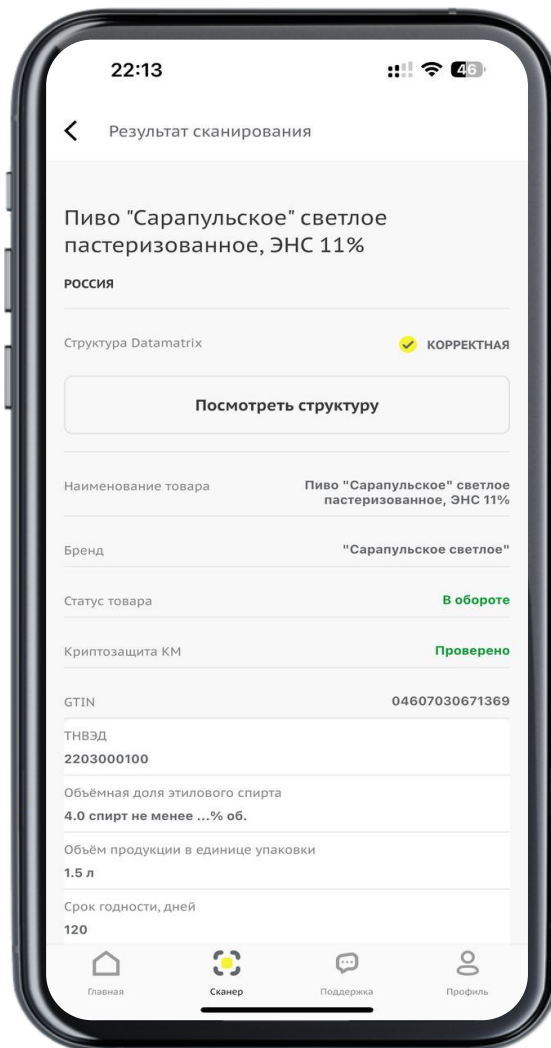 22:13
46
Результат сканирования
Пиво "Сарапульское" светлое
пастеризованное, ЭНС 11%
РОССИЯ
Структура Datamatrix
КОРРЕКТНАЯ
Посмотреть структуру
Наименование товара
Пиво "Сарапульское" светлое
пастеризованное, ЭНС 11%
Бренд
"Сарапульское светлое"
Статус товара
В обороте
Криптозащита КМ
Проверено
GTIN
04607030671369
ТНВЭД
2203000100
Объёмная доля этилового спирта
4.0 спирт не менее ...% об.
Объём продукции в единице упаковки
1.5 л
Срок годности, дней
120
Главная
Сканер
Поддержка
Профиль